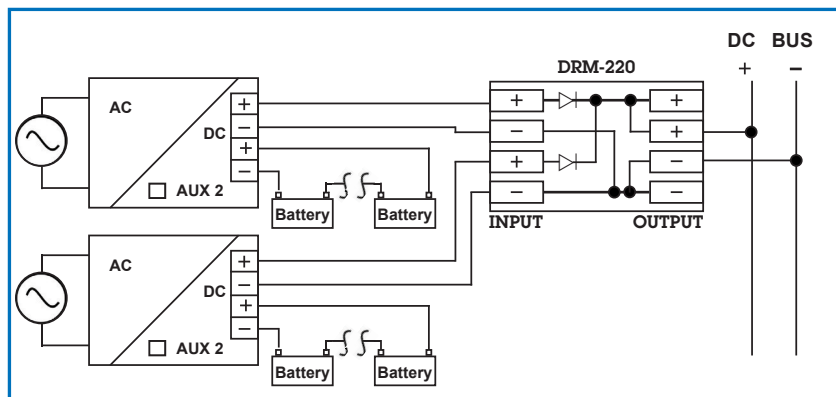 DC BUS
+ −
DRM-220
AC
DC
+
−
+
−
AUX 2
Battery
Battery
+
−
+
−
+
+
−
−
INPUT
OUTPUT
AC
DC
+
−
+
−
AUX 2
Battery
Battery